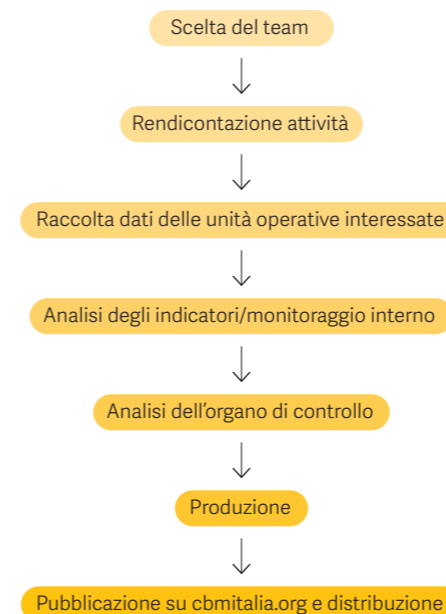 Scelta del team
Rendicontazione attività
Raccolta dati delle unità operative interessate
Analisi degli indicatori/monitoraggio interno
Analisi dell’organo di controllo
Produzione
Pubblicazione su cbmitalia.org e distribuzione